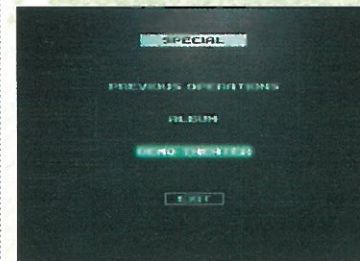 SPECIAL
PREVIOUS OPERATIONS
ALBUM
DEMO THEATER
EXIT